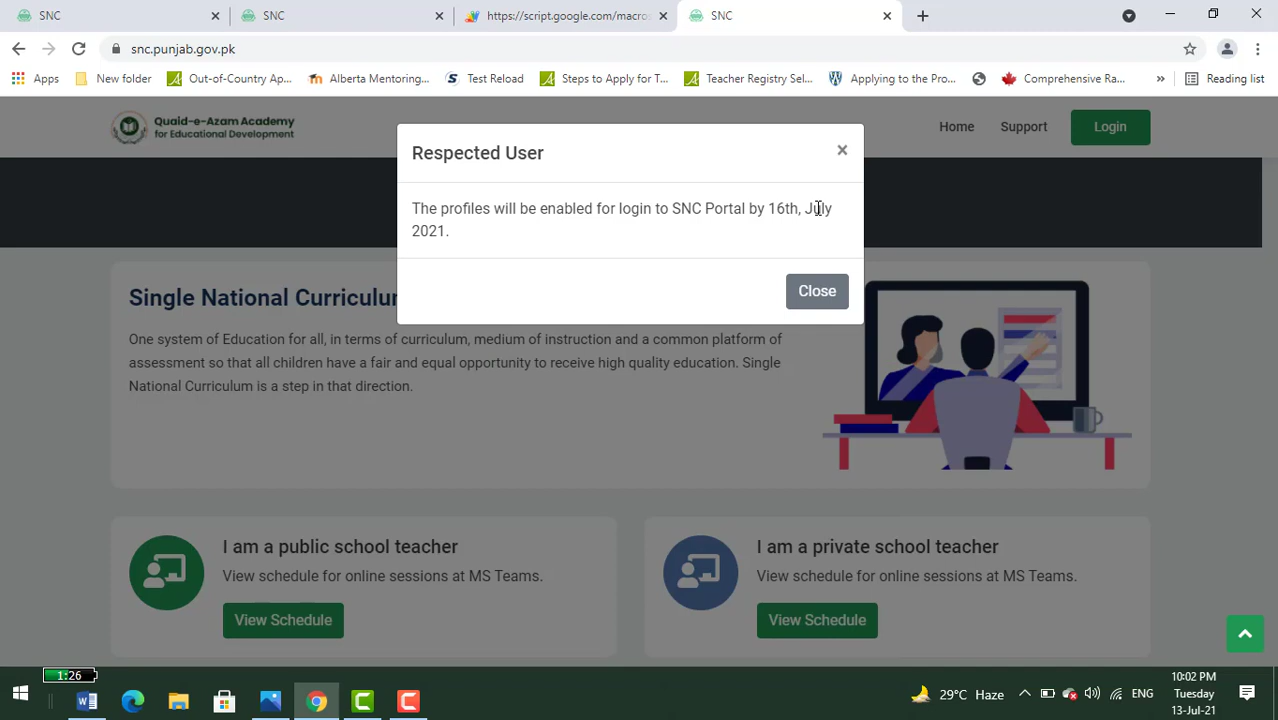 SNC
SNC
https://script.google.com/macros
SNC
snc.punjab.gov.pk
Apps
New folder
Out-of-Country Ap...
Alberta Mentoring...
Test Reload
Steps to Apply for T...
Teacher Registry Sel...
Applying to the Pro...
Comprehensive Ra...
»
Reading list
Quaid-e-Azam Academy
for Educational Development
Home
Support
Login
Respected User
×
The profiles will be enabled for login to SNC Portal by 16th, July
2021.
Close
Single National Curriculu
One system of Education for all, in terms of curriculum, medium of instruction and a common platform of
assessment so that all children have a fair and equal opportunity to receive high quality education. Single
National Curriculum is a step in that direction.
I am a public school teacher
View schedule for online sessions at MS Teams.
View Schedule
I am a private school teacher
View schedule for online sessions at MS Teams.
View Schedule
1:26
29°C Haze
ENG
10:02 PM
Tuesday
13-Jul-21